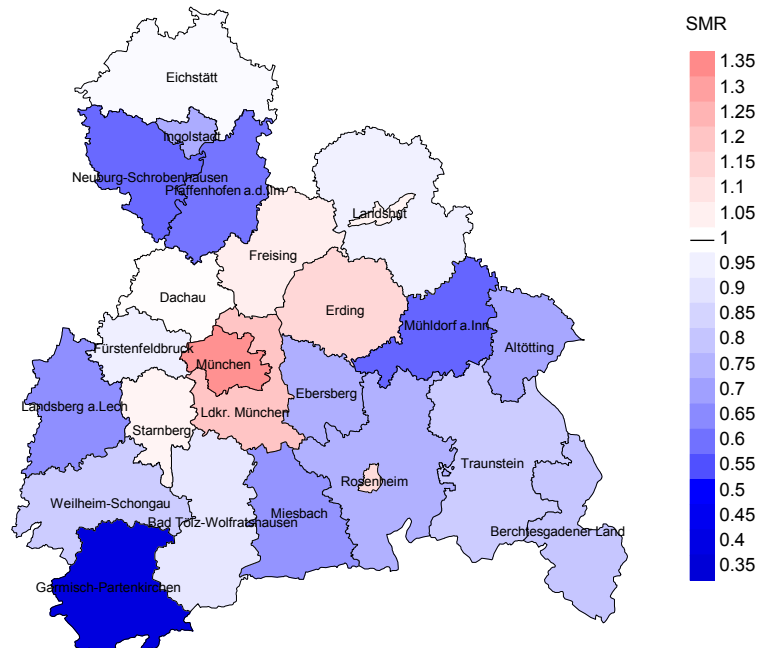 SMR
1.35
1.3
1.25
1.2
1.15
1.1
1.05
1
0.95
0.9
0.85
0.8
0.75
0.7
0.65
0.6
0.55
0.5
0.45
0.4
0.35
Eichstätt
Ingolstadt
Neuburg-Schrobenhausen
Pfaffenhofen a.d.Ilm
Landshut
Freising
Dachau
Erding
Mühldorf a.Inn
Altötting
Fürstenfeldbruck
München
Ebersberg
Landsberg a.Lech
Ldkr. München
Starnberg
Traunstein
Rosenheim
Miesbach
Weilheim-Schongau
Bad Tölz-Wolfratshausen
Berchtesgadener Land
Garmisch-Partenkirchen